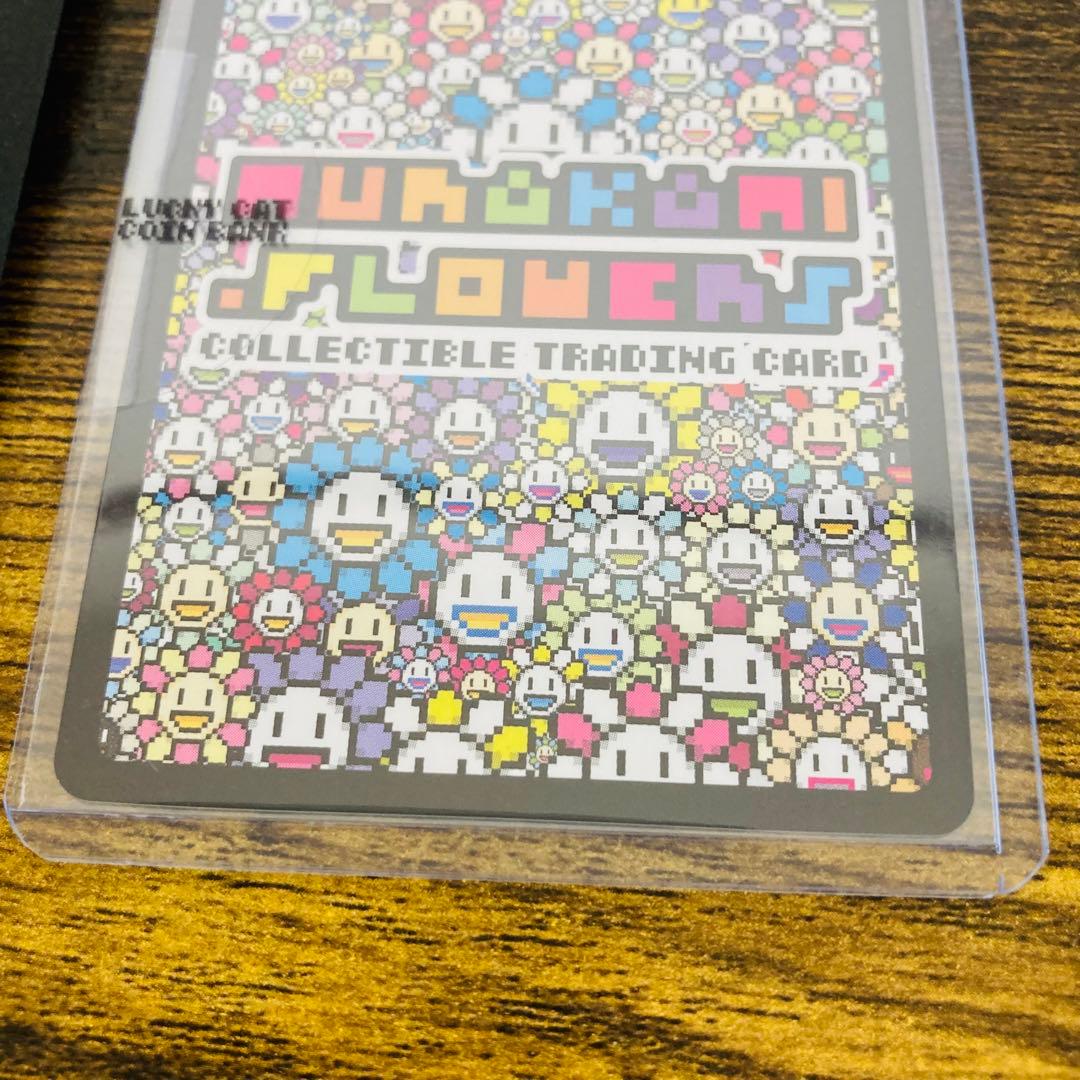 MURAKAMI
.FLOWERS
COLLECTIBLE TRADING CARD
LUCKY CAT
COIN BANK